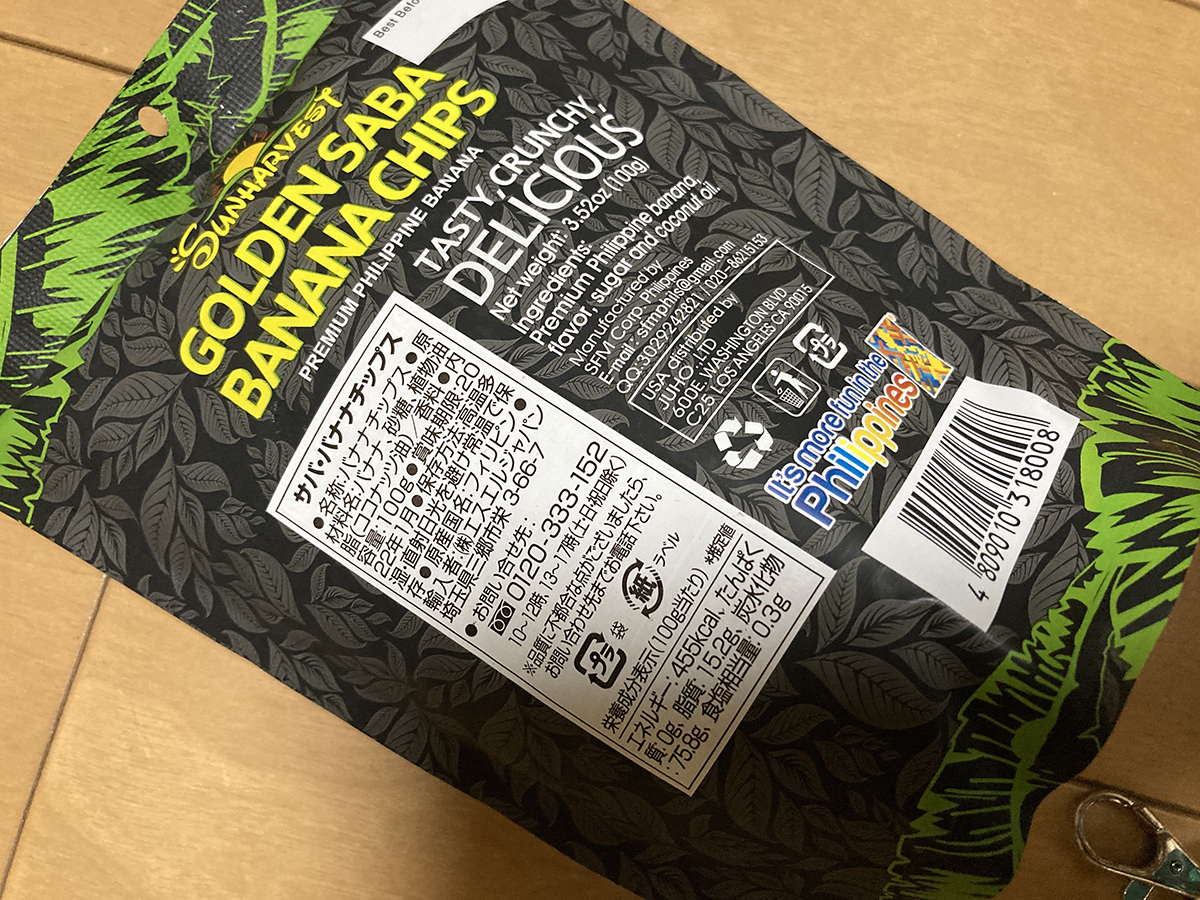 Best Befo
SUNHARVEST
GOLDEN SABA
BANANA CHIPS
PREMIUM PHILIPPINE BANANA
TASTY, CRUNCHY,
DELICIOUS
Net weight: 3.52oz (100g)
Ingredients:
Premium Philippine banana,
flavor, sugar and coconut oil.
Manufactured by
SFM Corp. Philippines
E-mail: sfmphils@gmail.com
QQ:3029242821 / 020-86215153
USA Distributed by
JUHO LTD
600E. WASHINGTON BLVD
C25 LOS ANGELES CA 90075
プラ
It's more fun in the
Philippines
4 809010 318008
サバ・バナナチップス
●名称:バナナチップス●原
材料名:バナナ、砂糖、植物油
脂(ココナッツ油)／香料●内
容量:100g●賞味期限:20
22年10月●保存方法:高温多
湿、直射日光を避け常温で保
存●原産国名:フィリピン●
輸入者:㈱エスエルジャパン
埼玉県三郷市栄3-66-7
●お問い合せ先:
0120-333-152
10〜12時、13〜17時(土日祝日除く)
※品質に不都合な点がございましたら、
お問い合わせ先までお電話下さい。
プラ 袋 紙 ラベル
栄養成分表示(100g当たり) *推定値
エネルギー:455kcal、たんぱく
質:0g、脂質:15.2g、炭水化物
:75.8g、食塩相当量:0.3g